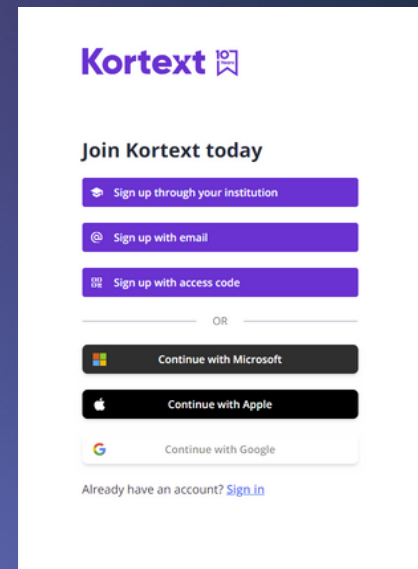 Kortext
Join Kortext today
Sign up through your institution
Sign up with email
Sign up with access code
OR
Continue with Microsoft
Continue with Apple
Continue with Google
Already have an account? Sign in